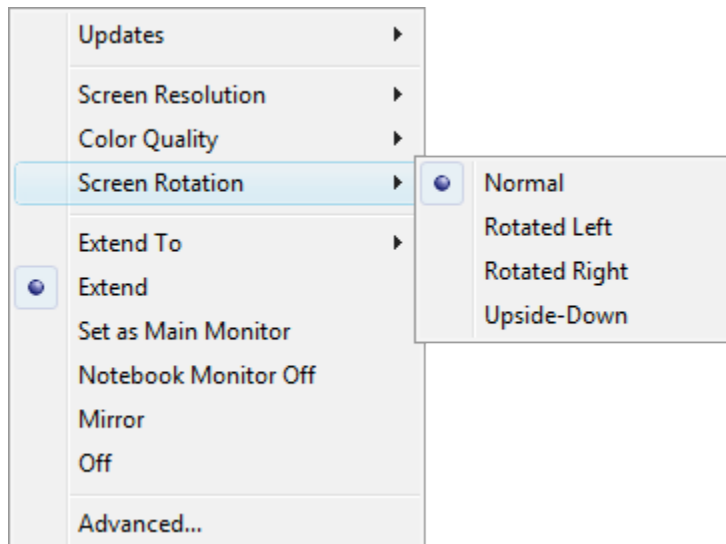 Updates
Screen Resolution
Color Quality
Screen Rotation
Normal
Rotated Left
Rotated Right
Upside-Down
Extend To
Extend
Set as Main Monitor
Notebook Monitor Off
Mirror
Off
Advanced...